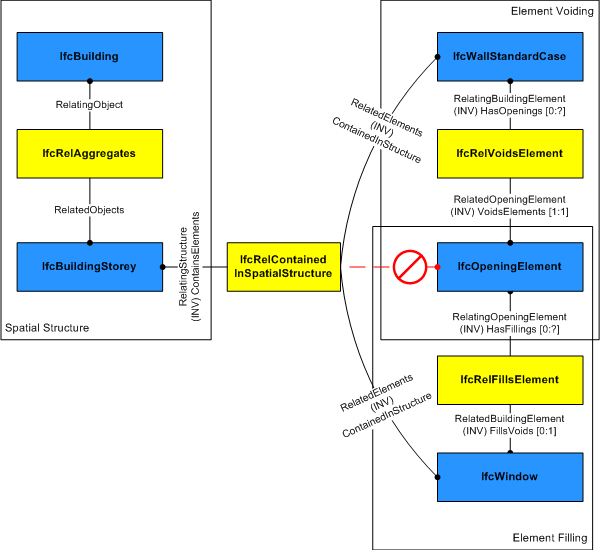 Element Voiding
IfcBuilding
IfcWallStandardCase
RelatingObject
RelatingBuildingElement
(INV) HasOpenings [0:?]
RelatedElements
(INV)
ContainedInStructure
IfcRelAggregates
IfcRelVoidsElement
RelatedObjects
RelatedOpeningElement
(INV) VoidsElements [1:1]
IfcBuildingStorey
RelatingStructure
(INV) ContainsElements
IfcRelContained
InSpatialStructure
IfcOpeningElement
Spatial Structure
RelatingOpeningElement
(INV) HasFillings [0:?]
IfcRelFillsElement
RelatedElements
(INV)
ContainedInStructure
RelatedBuildingElement
(INV) FillsVoids [0:1]
IfcWindow
Element Filling